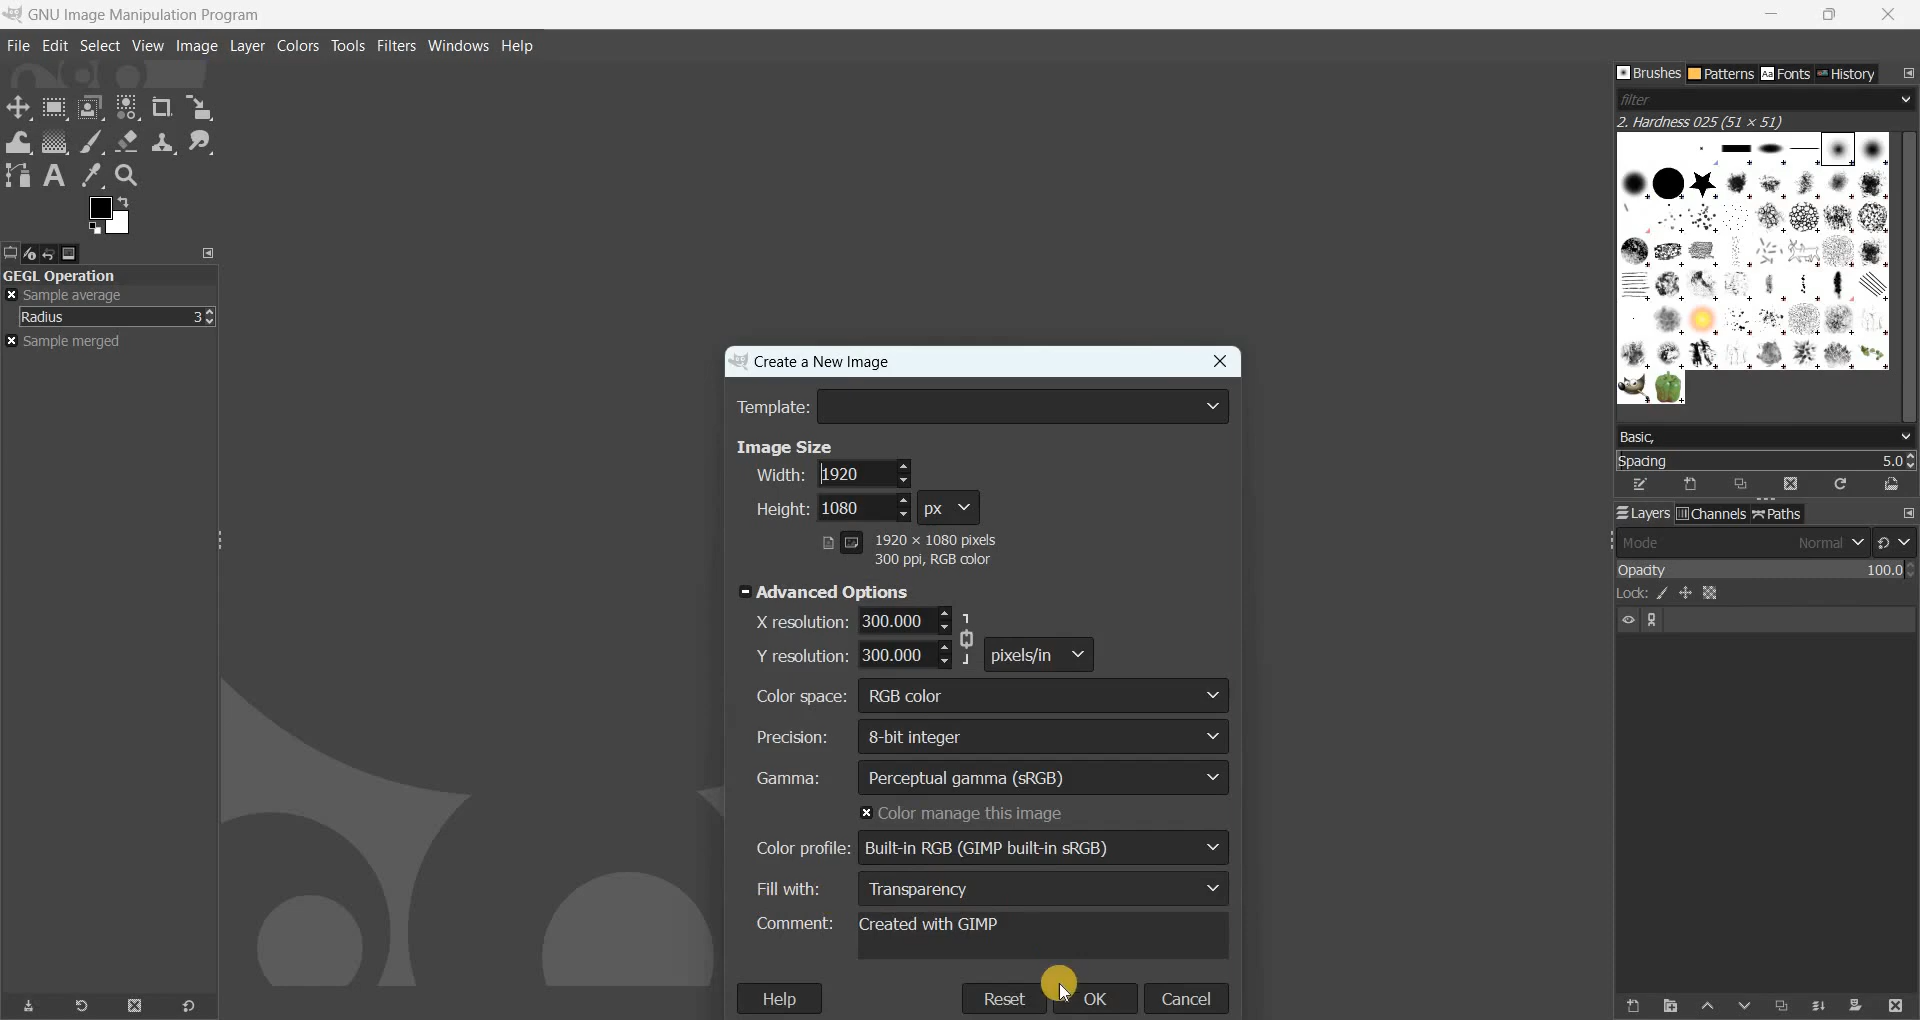 GNU Image Manipulation Program
File Edit Select View Image Layer Colors Tools Filters Windows Help
Brushes Patterns Aa Fonts History
filter
2. Hardness 025 (51 × 51)
GEGL Operation
Sample average
Radius 3
Sample merged
Create a New Image
Template:
Image Size
Width: 1920
Height: 1080 px
1920 × 1080 pixels
300 ppi, RGB color
Advanced Options
X resolution: 300.000
Y resolution: 300.000 pixels/in
Color space: RGB color
Precision: 8-bit integer
Gamma: Perceptual gamma (sRGB)
Color manage this image
Color profile: Built-in RGB (GIMP built-in sRGB)
Fill with: Transparency
Comment: Created with GIMP
Help Reset OK Cancel
Basic,
Spacing 5.0
Layers Channels Paths
Mode Normal
Opacity 100.0
Lock: